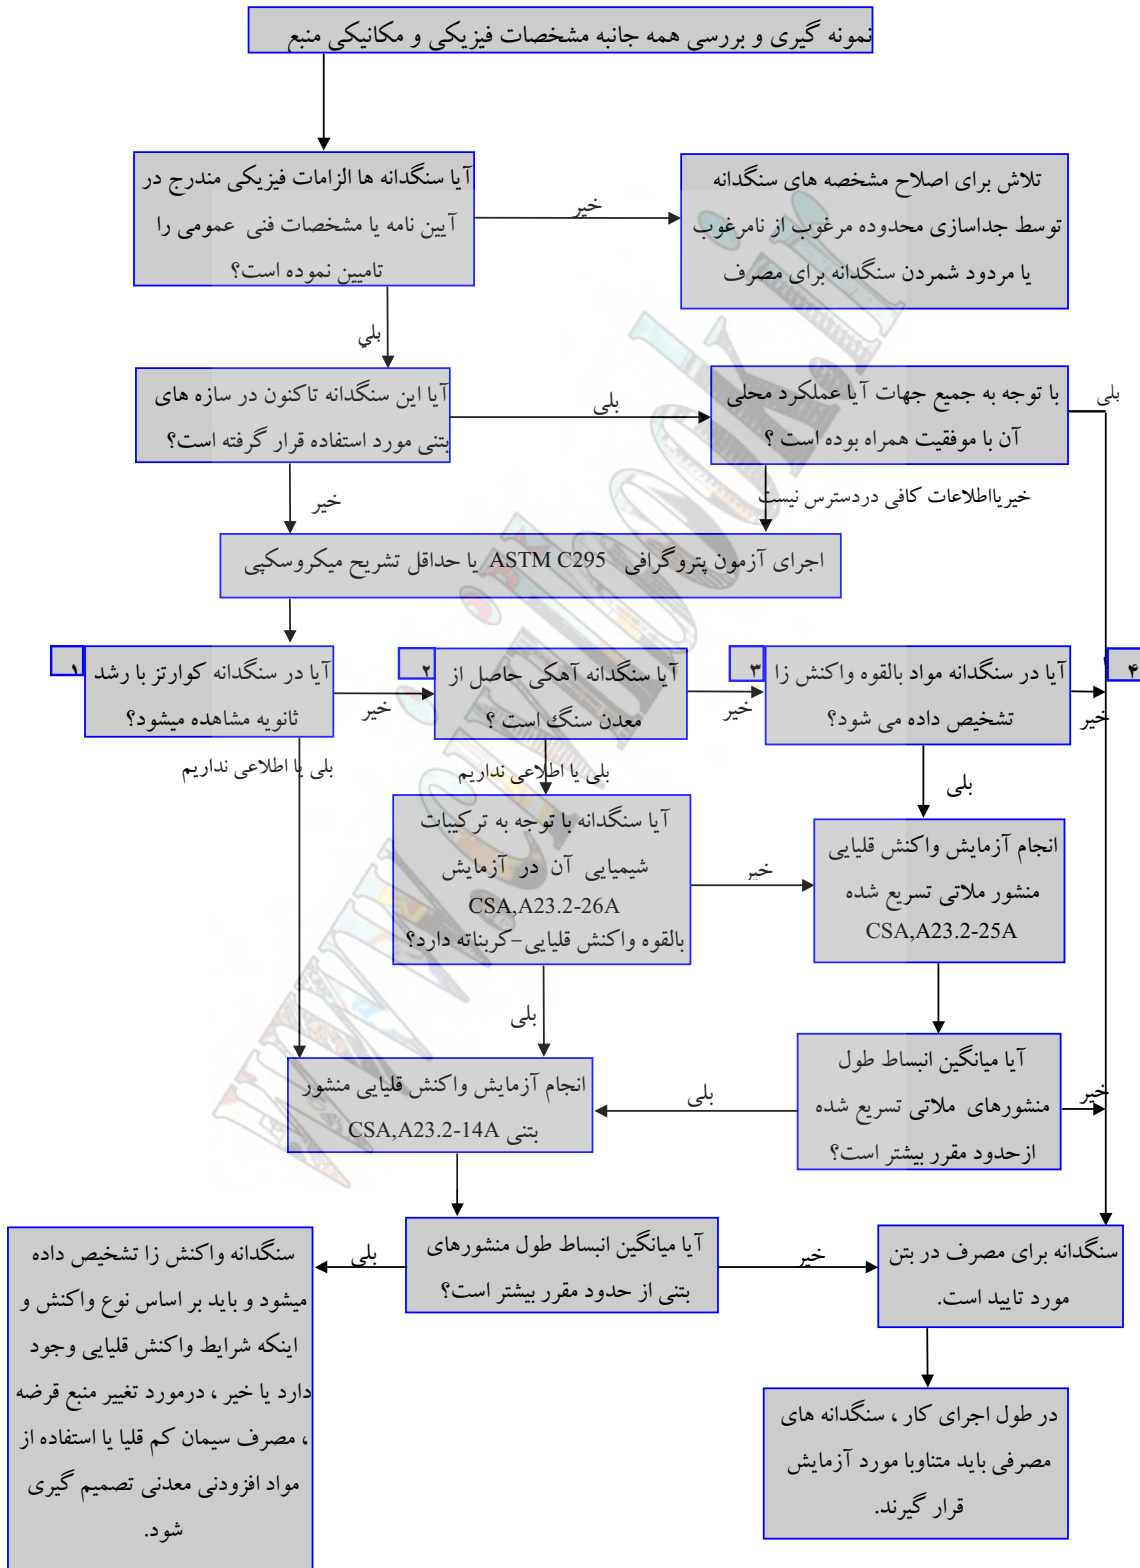 نمونه گیری و بررسی همه جانبه مشخصات فیزیکی و مکانیکی منبع
آیا سنگدانه ها الزامات فیزیکی مندرج در
آیین نامه یا مشخصات فنی عمومی را
تامیین نموده است؟
خیر
تلاش برای اصلاح مشخصه های سنگدانه
توسط جداسازی محدوده مرغوب از نامرغوب
یا مردود شمردن سنگدانه برای مصرف
بلي
آیا این سنگدانه تاکنون در سازه های
بتنی مورد استفاده قرار گرفته است؟
بلی
با توجه به جمیع جهات آیا عملکرد محلی
آن با موفقیت همراه بوده است ؟
بلی
خیر
خیریااطلاعات کافی دردسترس نیست
اجرای آزمون پتروگرافی ASTM C295 یا حداقل تشریح میکروسکپی
۱
آیا در سنگدانه کوارتز با رشد
ثانویه مشاهده میشود؟
خیر
۲
آیا سنگدانه آهکی حاصل از
معدن سنگ است ؟
خیر
۳
آیا در سنگدانه مواد بالقوه واکنش زا
تشخیص داده می شود؟
خیر
۴
بلی یا اطلاعی نداریم
بلی یا اطلاعی نداریم
بلی
آیا سنگدانه با توجه به ترکیبات
شیمیایی آن در آزمایش
CSA,A23.2-26A
بالقوه واکنش قلیایی-کربناته دارد؟
خیر
انجام آزمایش واکنش قلیایی
منشور ملاتی تسریع شده
CSA,A23.2-25A
بلی
انجام آزمایش واکنش قلیایی منشور
بتنی CSA,A23.2-14A
بلی
آیا میانگین انبساط طول
منشورهای ملاتی تسریع شده
ازحدود مقرر بیشتر است؟
خیر
سنگدانه واکنش زا تشخیص داده
میشود و باید بر اساس نوع واکنش و
اینکه شرایط واکنش قلیایی وجود
دارد یا خیر ، درمورد تغییر منبع قرضه
، مصرف سیمان کم قلیا یا استفاده از
مواد افزودنی معدنی تصمیم گیری
شود.
بلی
آیا میانگین انبساط طول منشورهای
بتنی از حدود مقرر بیشتر است؟
خیر
سنگدانه برای مصرف در بتن
مورد تایید است.
در طول اجرای کار ، سنگدانه های
مصرفی باید متناوبا مورد آزمایش
قرار گیرند.
www.civilbook.ir